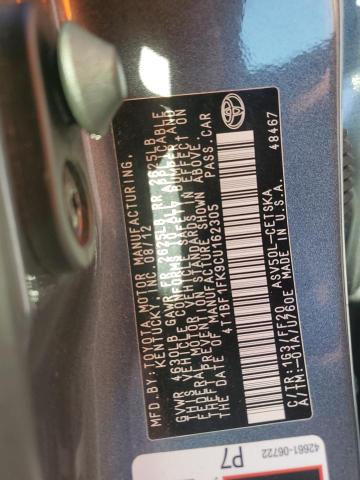 MFD.BY: TOYOTA MOTOR MANUFACTURING,
KENTUCKY, INC. 08/12
GVWR 4630LB GAWR FR 2625LB RR 2625LB
THIS VEHICLE CONFORMS TO ALL APPLICABLE
FEDERAL MOTOR VEHICLE SAFETY BUMPER, AND
THEFT PREVENTION STANDARDS IN EFFECT ON
THE DATE OF MANUFACTURE SHOWN ABOVE.
4T1BF1FK9CU162305 PASS.CAR
C/TR:1G3/FF20 ASV50L-CETSKA
A/TM:-01A/U760E MADE IN U.S.A.
48467
42661-06722
P7